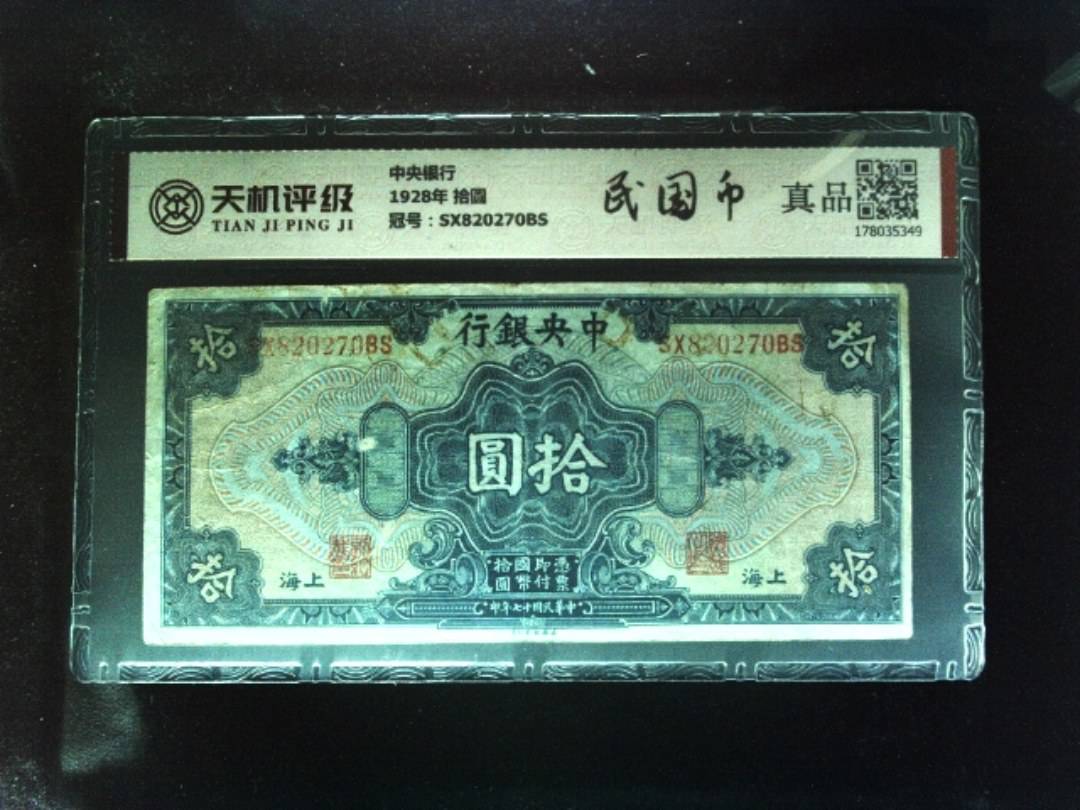 天机评级
TIAN JI PING JI
中央银行
1928年 拾圓
冠号：SX820270BS
民国币
真品
178035349
行銀央中
拾
SX820270BS
SX820270BS
拾
圓拾
拾
海上
憑票
即付
國幣
拾圓
海上
拾
印年七十國民華中